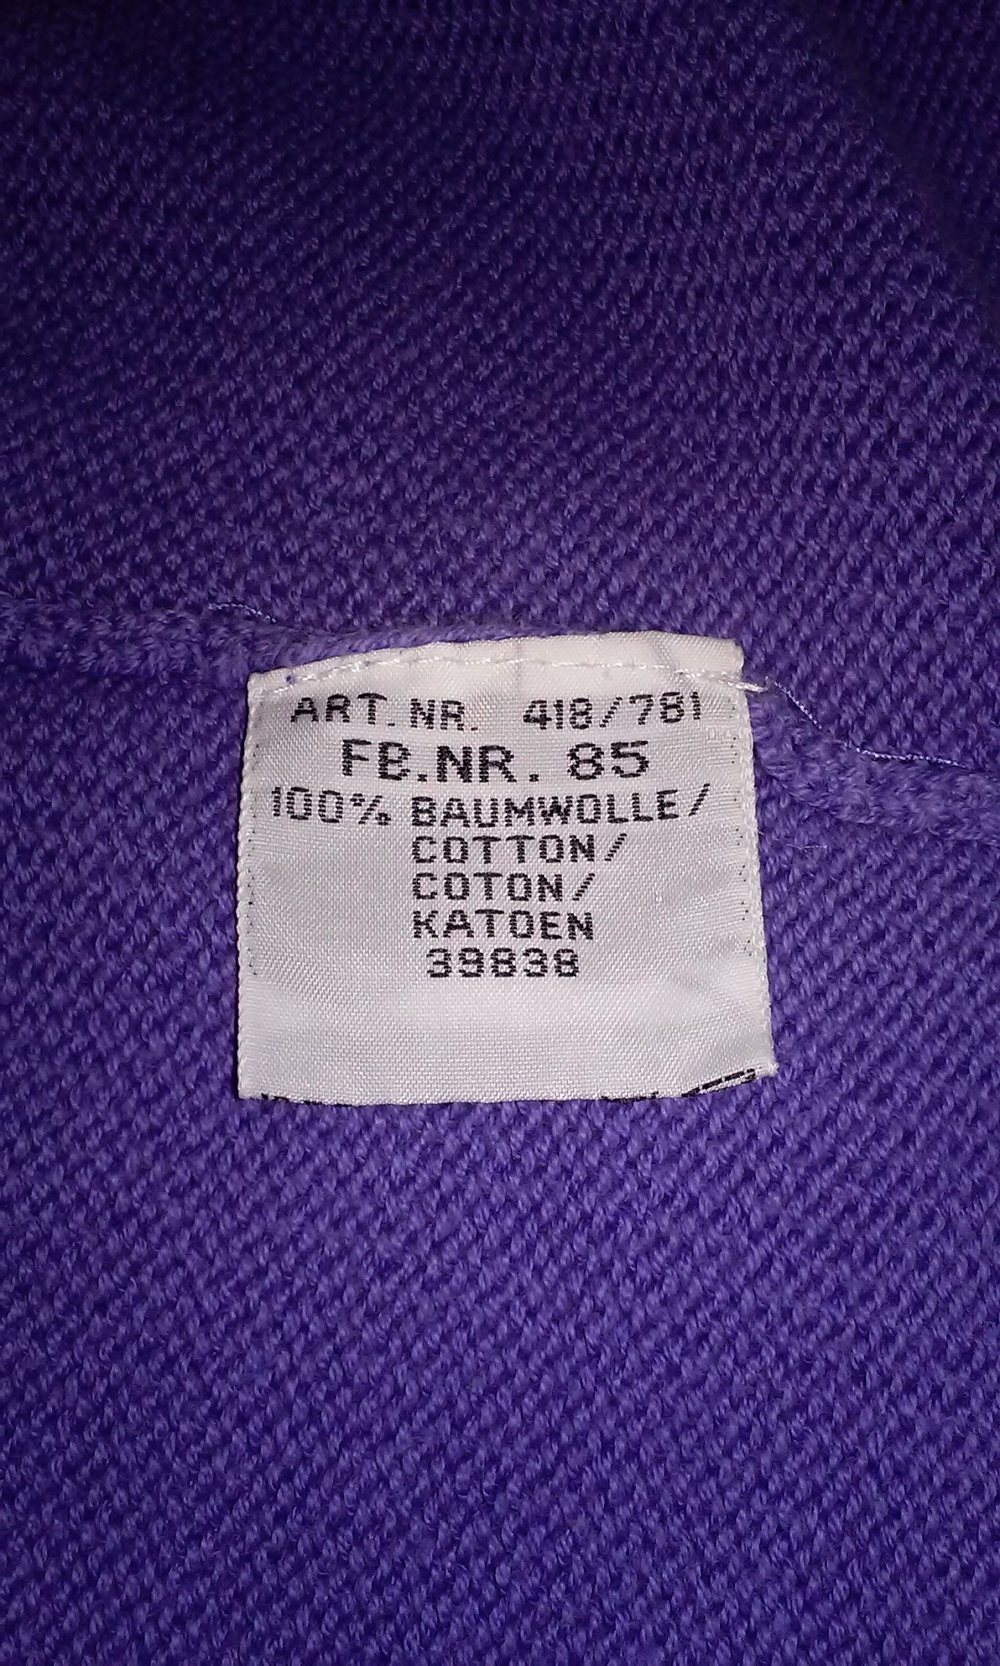 ART. NR. 418/781
FB.NR. 85
100% BAUMWOLLE/
COTTON/
COTON/
KATOEN
39838